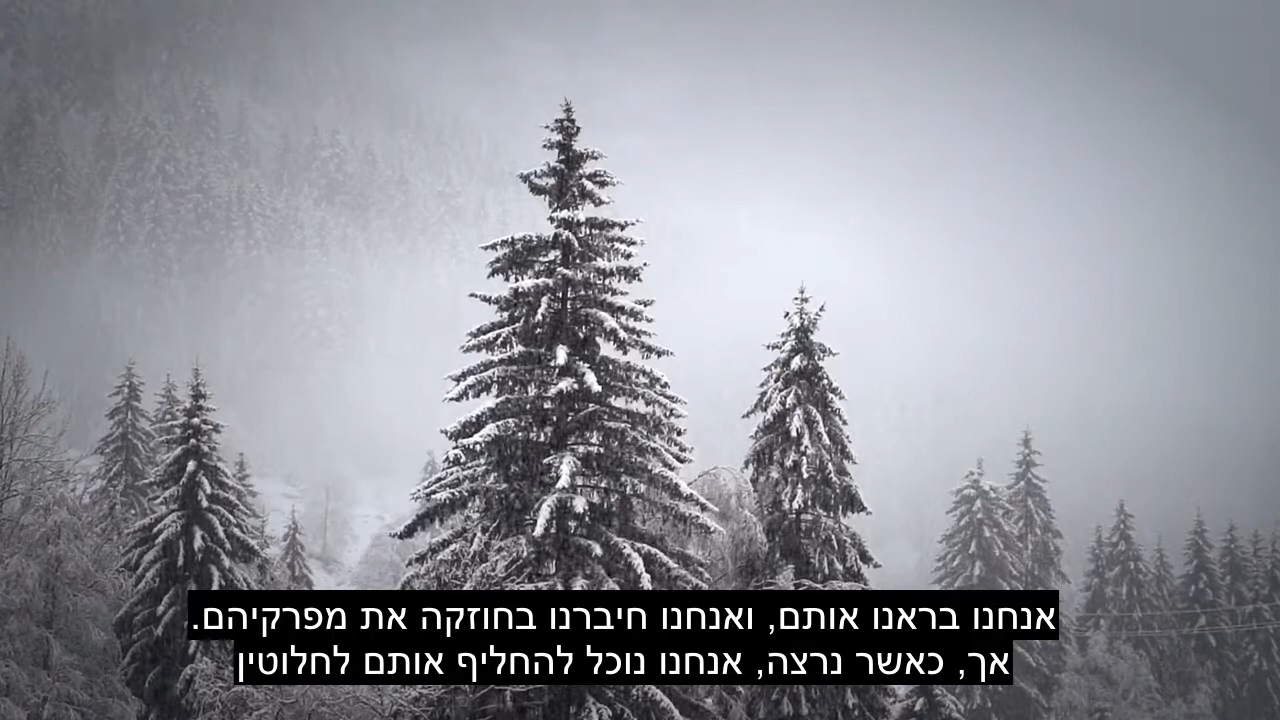 אנחנו בראנו אותם, ואנחנו חיברנו בחוזקה את מפרקיהם.
אך, כאשר נרצה, אנחנו נוכל להחליף אותם לחלוטין